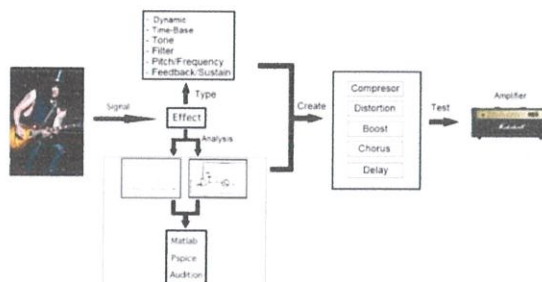 - Dynamic
- Time-Base
- Tone
- Filter
- Pitch/Frequency
- Feedback/Sustain
Signal
Type
Effect
Analysis
Matlab
Pspice
Audition
Create
Compresor
Distortion
Boost
Chorus
Delay
Test
Amplifier
Marshall